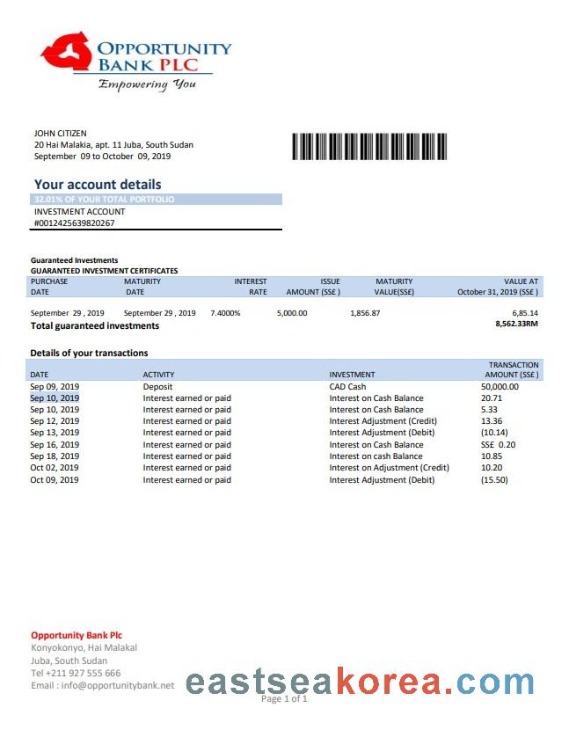 OPPORTUNITY
BANK PLC
Empowering You
JOHN CITIZEN
20 Hai Malakia, apt. 11 Juba, South Sudan
September 09 to October 09, 2019
Your account details
32.01% OF YOUR TOTAL PORTFOLIO
INVESTMENT ACCOUNT
#0012425639820267
Guaranteed Investments
GUARANTEED INVESTMENT CERTIFICATES
PURCHASE DATE MATURITY DATE INTEREST RATE ISSUE AMOUNT (SS£ ) MATURITY VALUE(SS£) VALUE AT October 31, 2019 (SS£ )
September 29 , 2019 September 29 , 2019 7.4000% 5,000.00 1,856.87 6,85.14
Total guaranteed investments 8,562.33RM
Details of your transactions
DATE ACTIVITY INVESTMENT TRANSACTION AMOUNT (SS£ )
Sep 09, 2019 Deposit CAD Cash 50,000.00
Sep 10, 2019 Interest earned or paid Interest on Cash Balance 20.71
Sep 10, 2019 Interest earned or paid Interest on Cash Balance 5.33
Sep 12, 2019 Interest earned or paid Interest Adjustment (Credit) 13.36
Sep 13, 2019 Interest earned or paid Interest Adjustment (Debit) (10.14)
Sep 16, 2019 Interest earned or paid Interest on Cash Balance SS£ 0.20
Sep 18, 2019 Interest earned or paid Interest on cash Balance 10.85
Oct 02, 2019 Interest earned or paid Interest on Adjustment (Credit) 10.20
Oct 09, 2019 Interest earned or paid Interest Adjustment (Debit) (15.50)
Opportunity Bank Plc
Konyokonyo, Hai Malakal
Juba, South Sudan
Tel +211 927 555 666
Email : info@opportunitybank.net
eastseakorea.com
Page 1 of 1